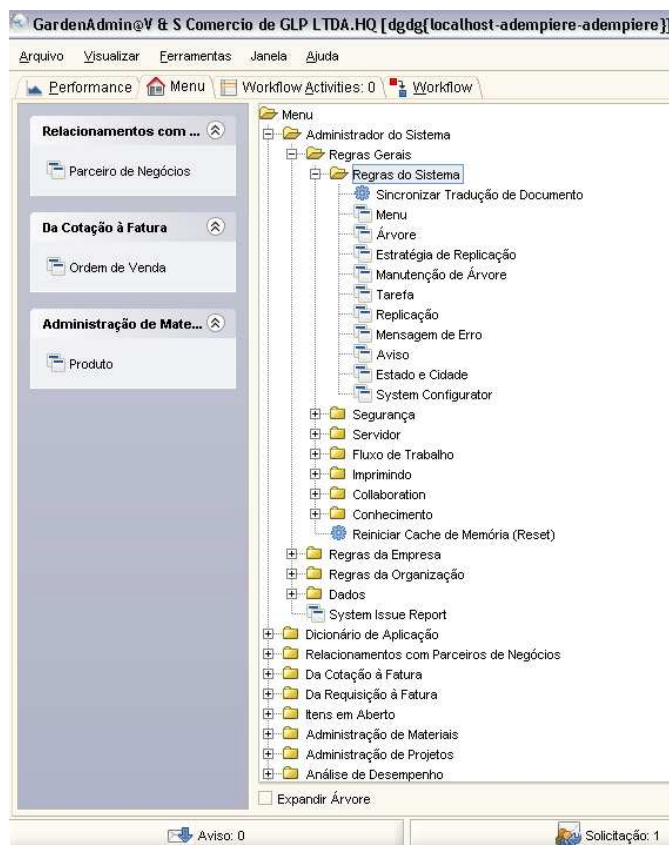 GardenAdmin@V & S Comercio de GLP LTDA.HQ [dgdg{localhost-adempiere-adempiere}]
Arquivo Visualizar Ferramentas Janela Ajuda
Performance Menu Workflow Activities: 0 Workflow
Relacionamentos com ...
Parceiro de Negócios
Da Cotação à Fatura
Ordem de Venda
Administração de Mate...
Produto
Menu
Administrador do Sistema
Regras Gerais
Regras do Sistema
Sincronizar Tradução de Documento
Menu
Árvore
Estratégia de Replicação
Manutenção de Árvore
Tarefa
Replicação
Mensagem de Erro
Aviso
Estado e Cidade
System Configurator
Segurança
Servidor
Fluxo de Trabalho
Imprimindo
Collaboration
Conhecimento
Reiniciar Cache de Memória (Reset)
Regras da Empresa
Regras da Organização
Dados
System Issue Report
Dicionário de Aplicação
Relacionamentos com Parceiros de Negócios
Da Cotação à Fatura
Da Requisição à Fatura
Itens em Aberto
Administração de Materiais
Administração de Projetos
Análise de Desempenho
Expandir Árvore
Aviso: 0
Solicitação: 1